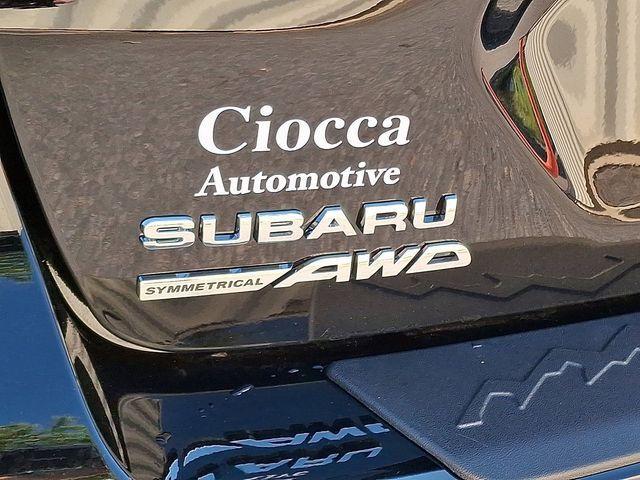 Ciocca
Automotive
SUBARU
SYMMETRICAL AWD